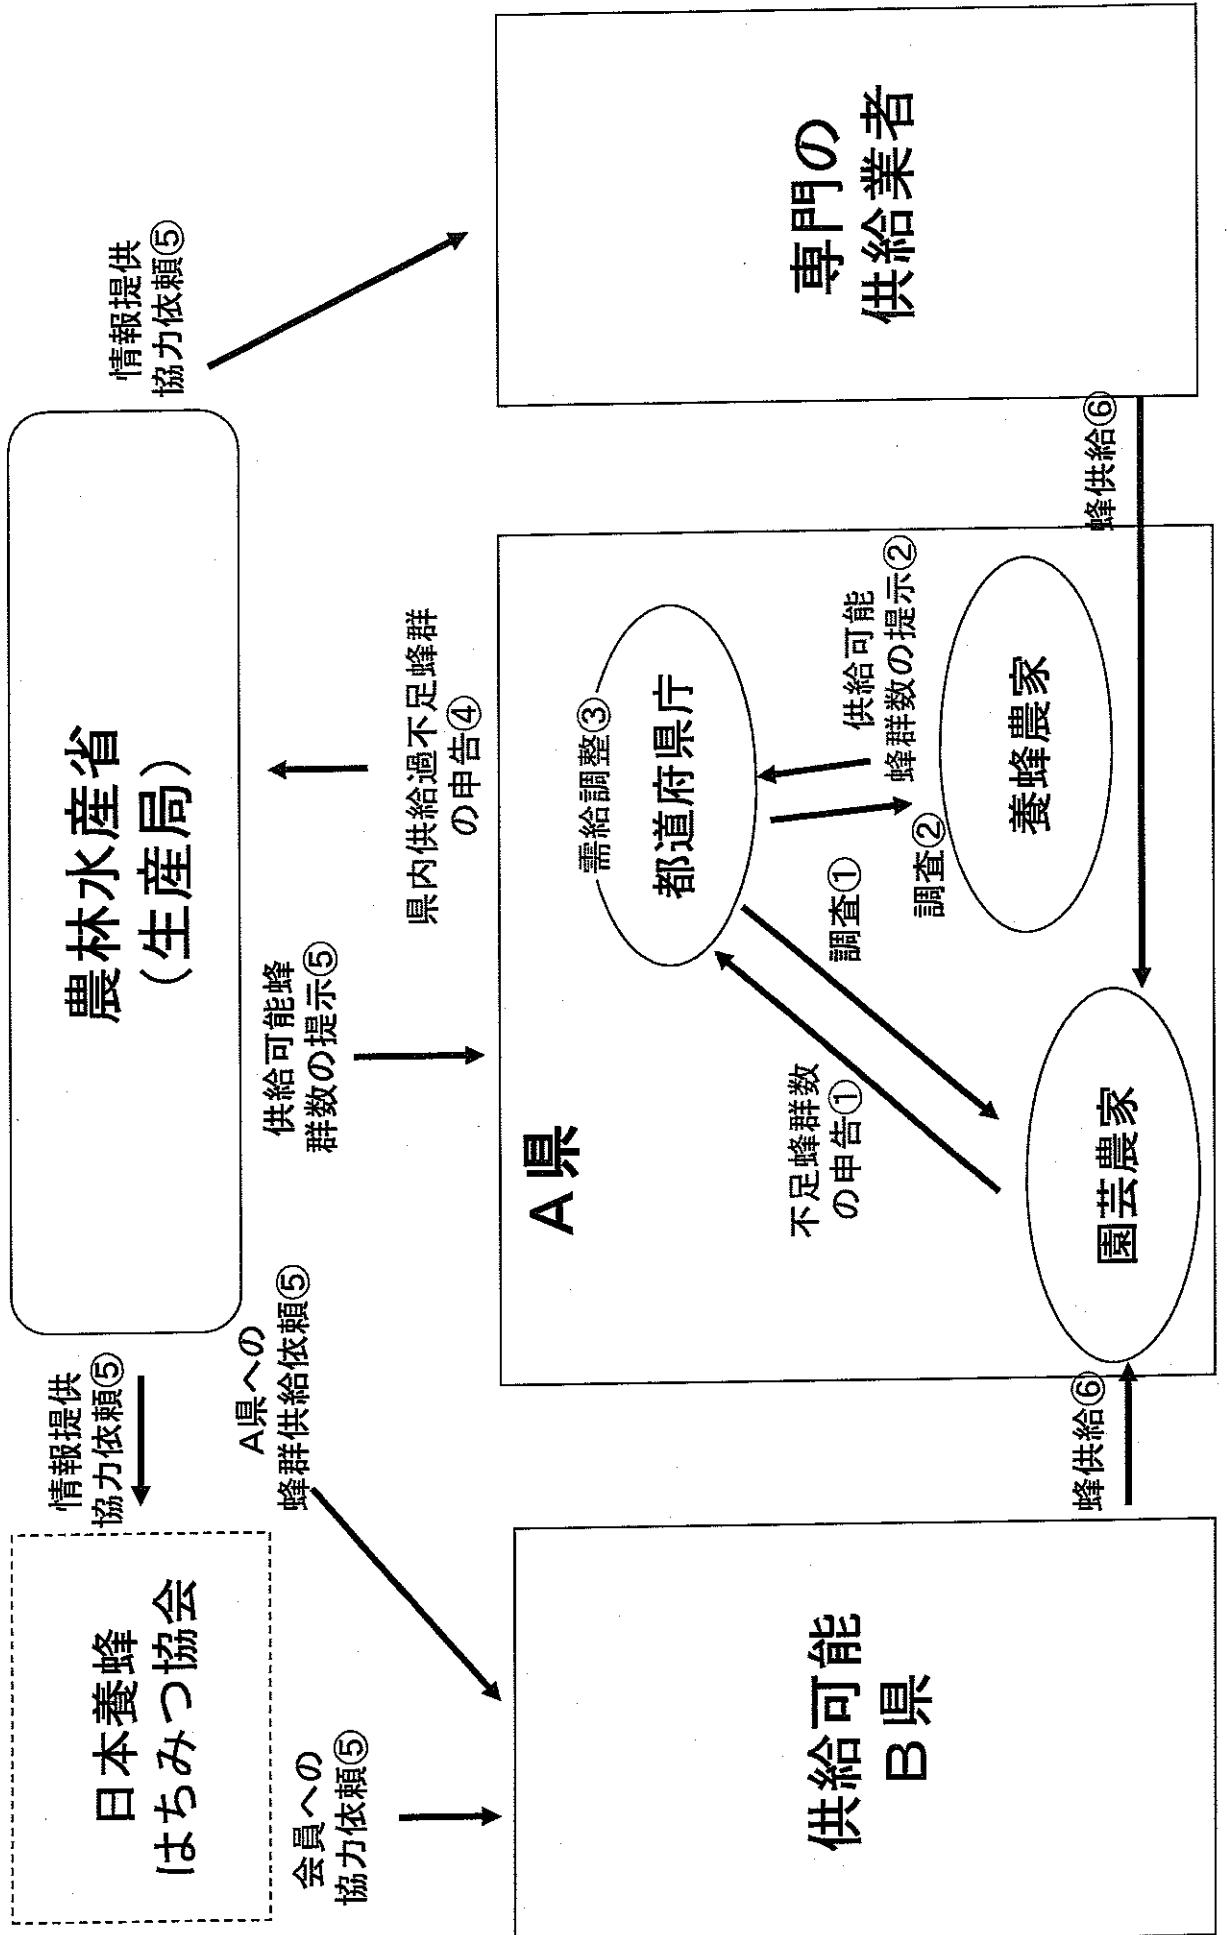 日本養蜂
はちみつ協会
情報提供
協力依頼⑤
農林水産省
(生産局)
情報提供
協力依頼⑤
会員への
協力依頼⑤
A県への
蜂群供給依頼⑤
供給可能蜂
群数の提示⑤
県内供給過不足蜂群
の申告④
供給可能
B県
蜂供給⑥
A県
需給調整③
都道府県庁
不足蜂群数
の申告①
調査①
調査②
供給可能
蜂群数の提示②
園芸農家
養蜂農家
蜂供給⑥
専門の
供給業者